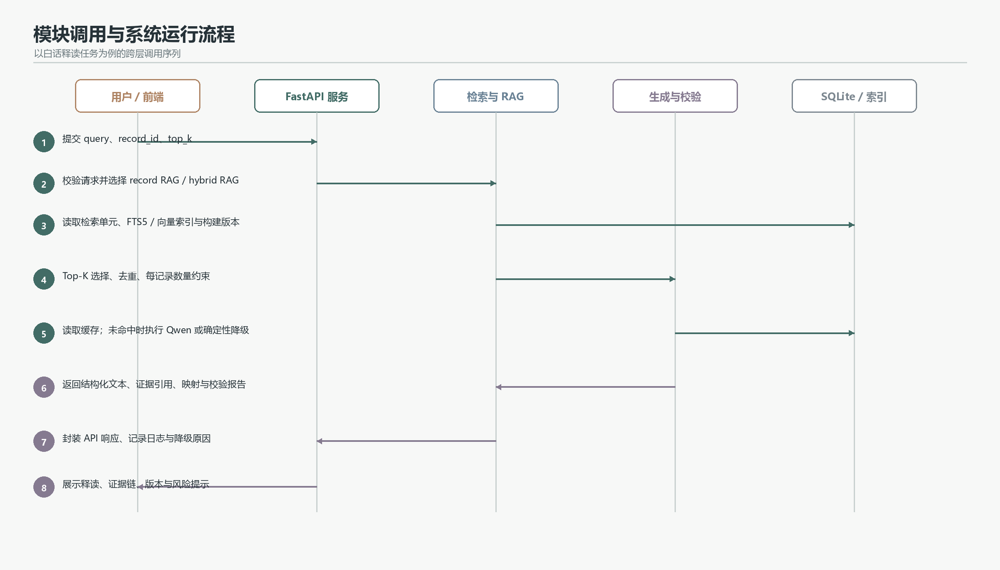 模块调用与系统运行流程
以白话释读任务为例的跨层调用序列
用户 / 前端
FastAPI 服务
检索与 RAG
生成与校验
SQLite / 索引
1 提交 query、record_id、top_k
2 校验请求并选择 record RAG / hybrid RAG
3 读取检索单元、FTS5 / 向量索引与构建版本
4 Top-K 选择、去重、每记录数量约束
5 读取缓存；未命中时执行 Qwen 或确定性降级
6 返回结构化文本、证据引用、映射与校验报告
7 封装 API 响应、记录日志与降级原因
8 展示释读、证据链、版本与风险提示